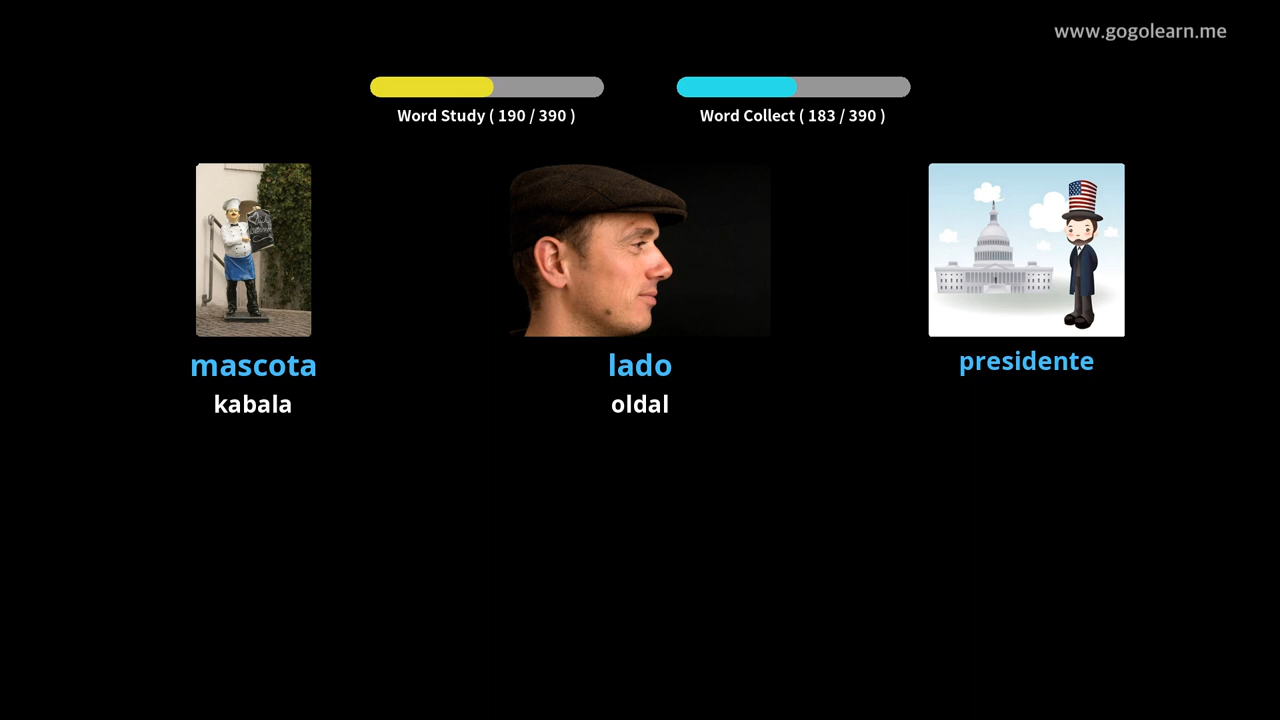 www.gogolearn.me
Word Study ( 190 / 390 )
Word Collect ( 183 / 390 )
mascota
kabala
lado
oldal
presidente